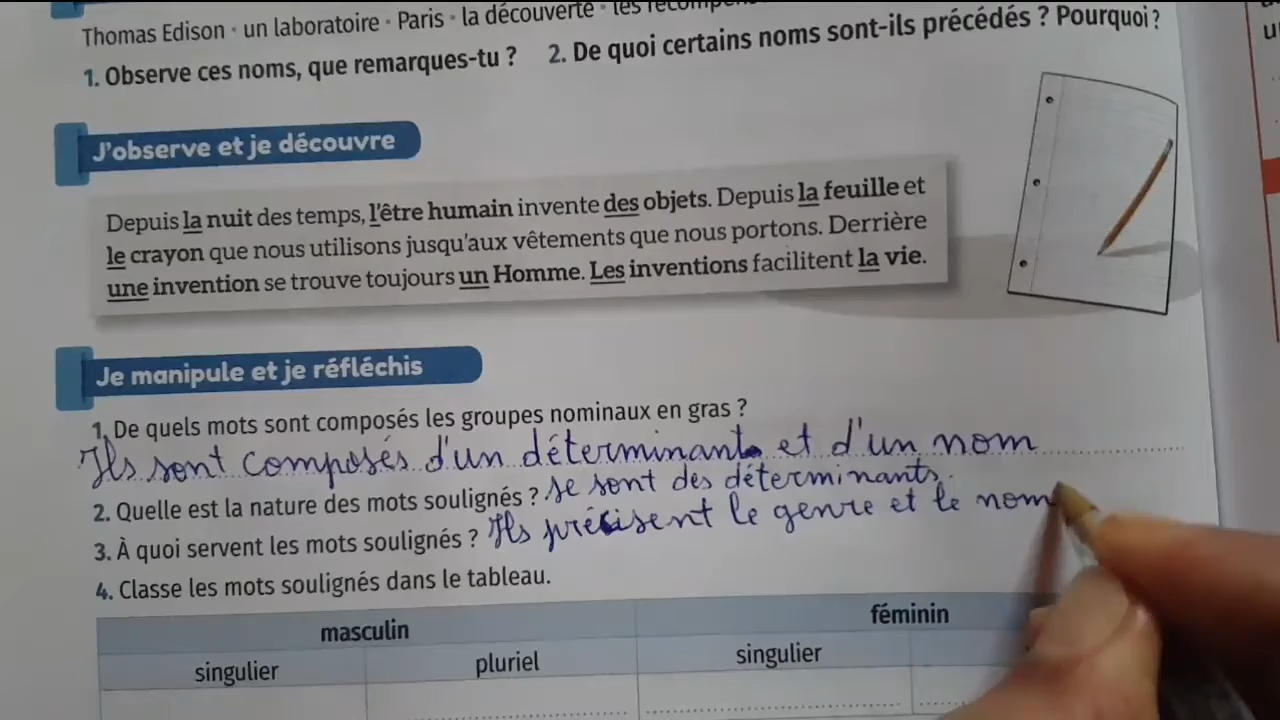 Thomas Edison · un laboratoire · Paris · la découverte · les
1. Observe ces noms, que remarques-tu ? 2. De quoi certains noms sont-ils précédés ? Pourquoi ?
J'observe et je découvre
Depuis la nuit des temps, l'être humain invente des objets. Depuis la feuille et
le crayon que nous utilisons jusqu'aux vêtements que nous portons. Derrière
une invention se trouve toujours un Homme. Les inventions facilitent la vie.
Je manipule et je réfléchis
1. De quels mots sont composés les groupes nominaux en gras ?
Ils sont composés d'un déterminant et d'un nom
2. Quelle est la nature des mots soulignés ? se sont des déterminants.
3. À quoi servent les mots soulignés ? Ils précisent le genre et le nom
4. Classe les mots soulignés dans le tableau.
masculin féminin
singulier pluriel singulier